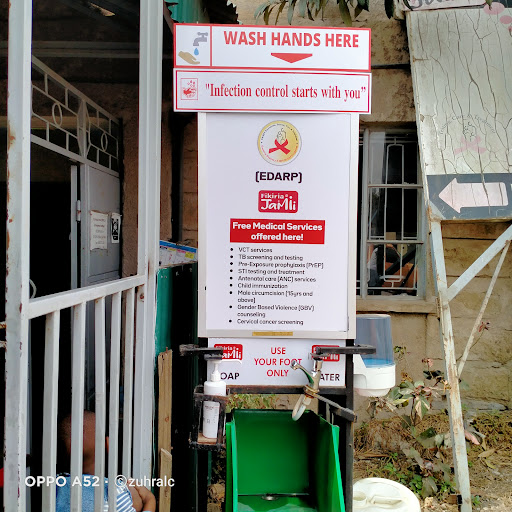 WASH HANDS HERE
"Infection control starts with you"
(EDARP)
Fikiria
JaMii
Free Medical Services
offered here!
• VCT services
• TB screening and testing
• Pre-Exposure prophylaxis [PrEP]
• STI testing and treatment
• Antenatal care [ANC] services
• Child immunization
• Male circumcision [15yrs and
above]
• Gender Based Violence [GBV]
counseling
• Cervical cancer screening
USE
YOUR FOOT
ONLY
OPPO A52 · ©zuhralc